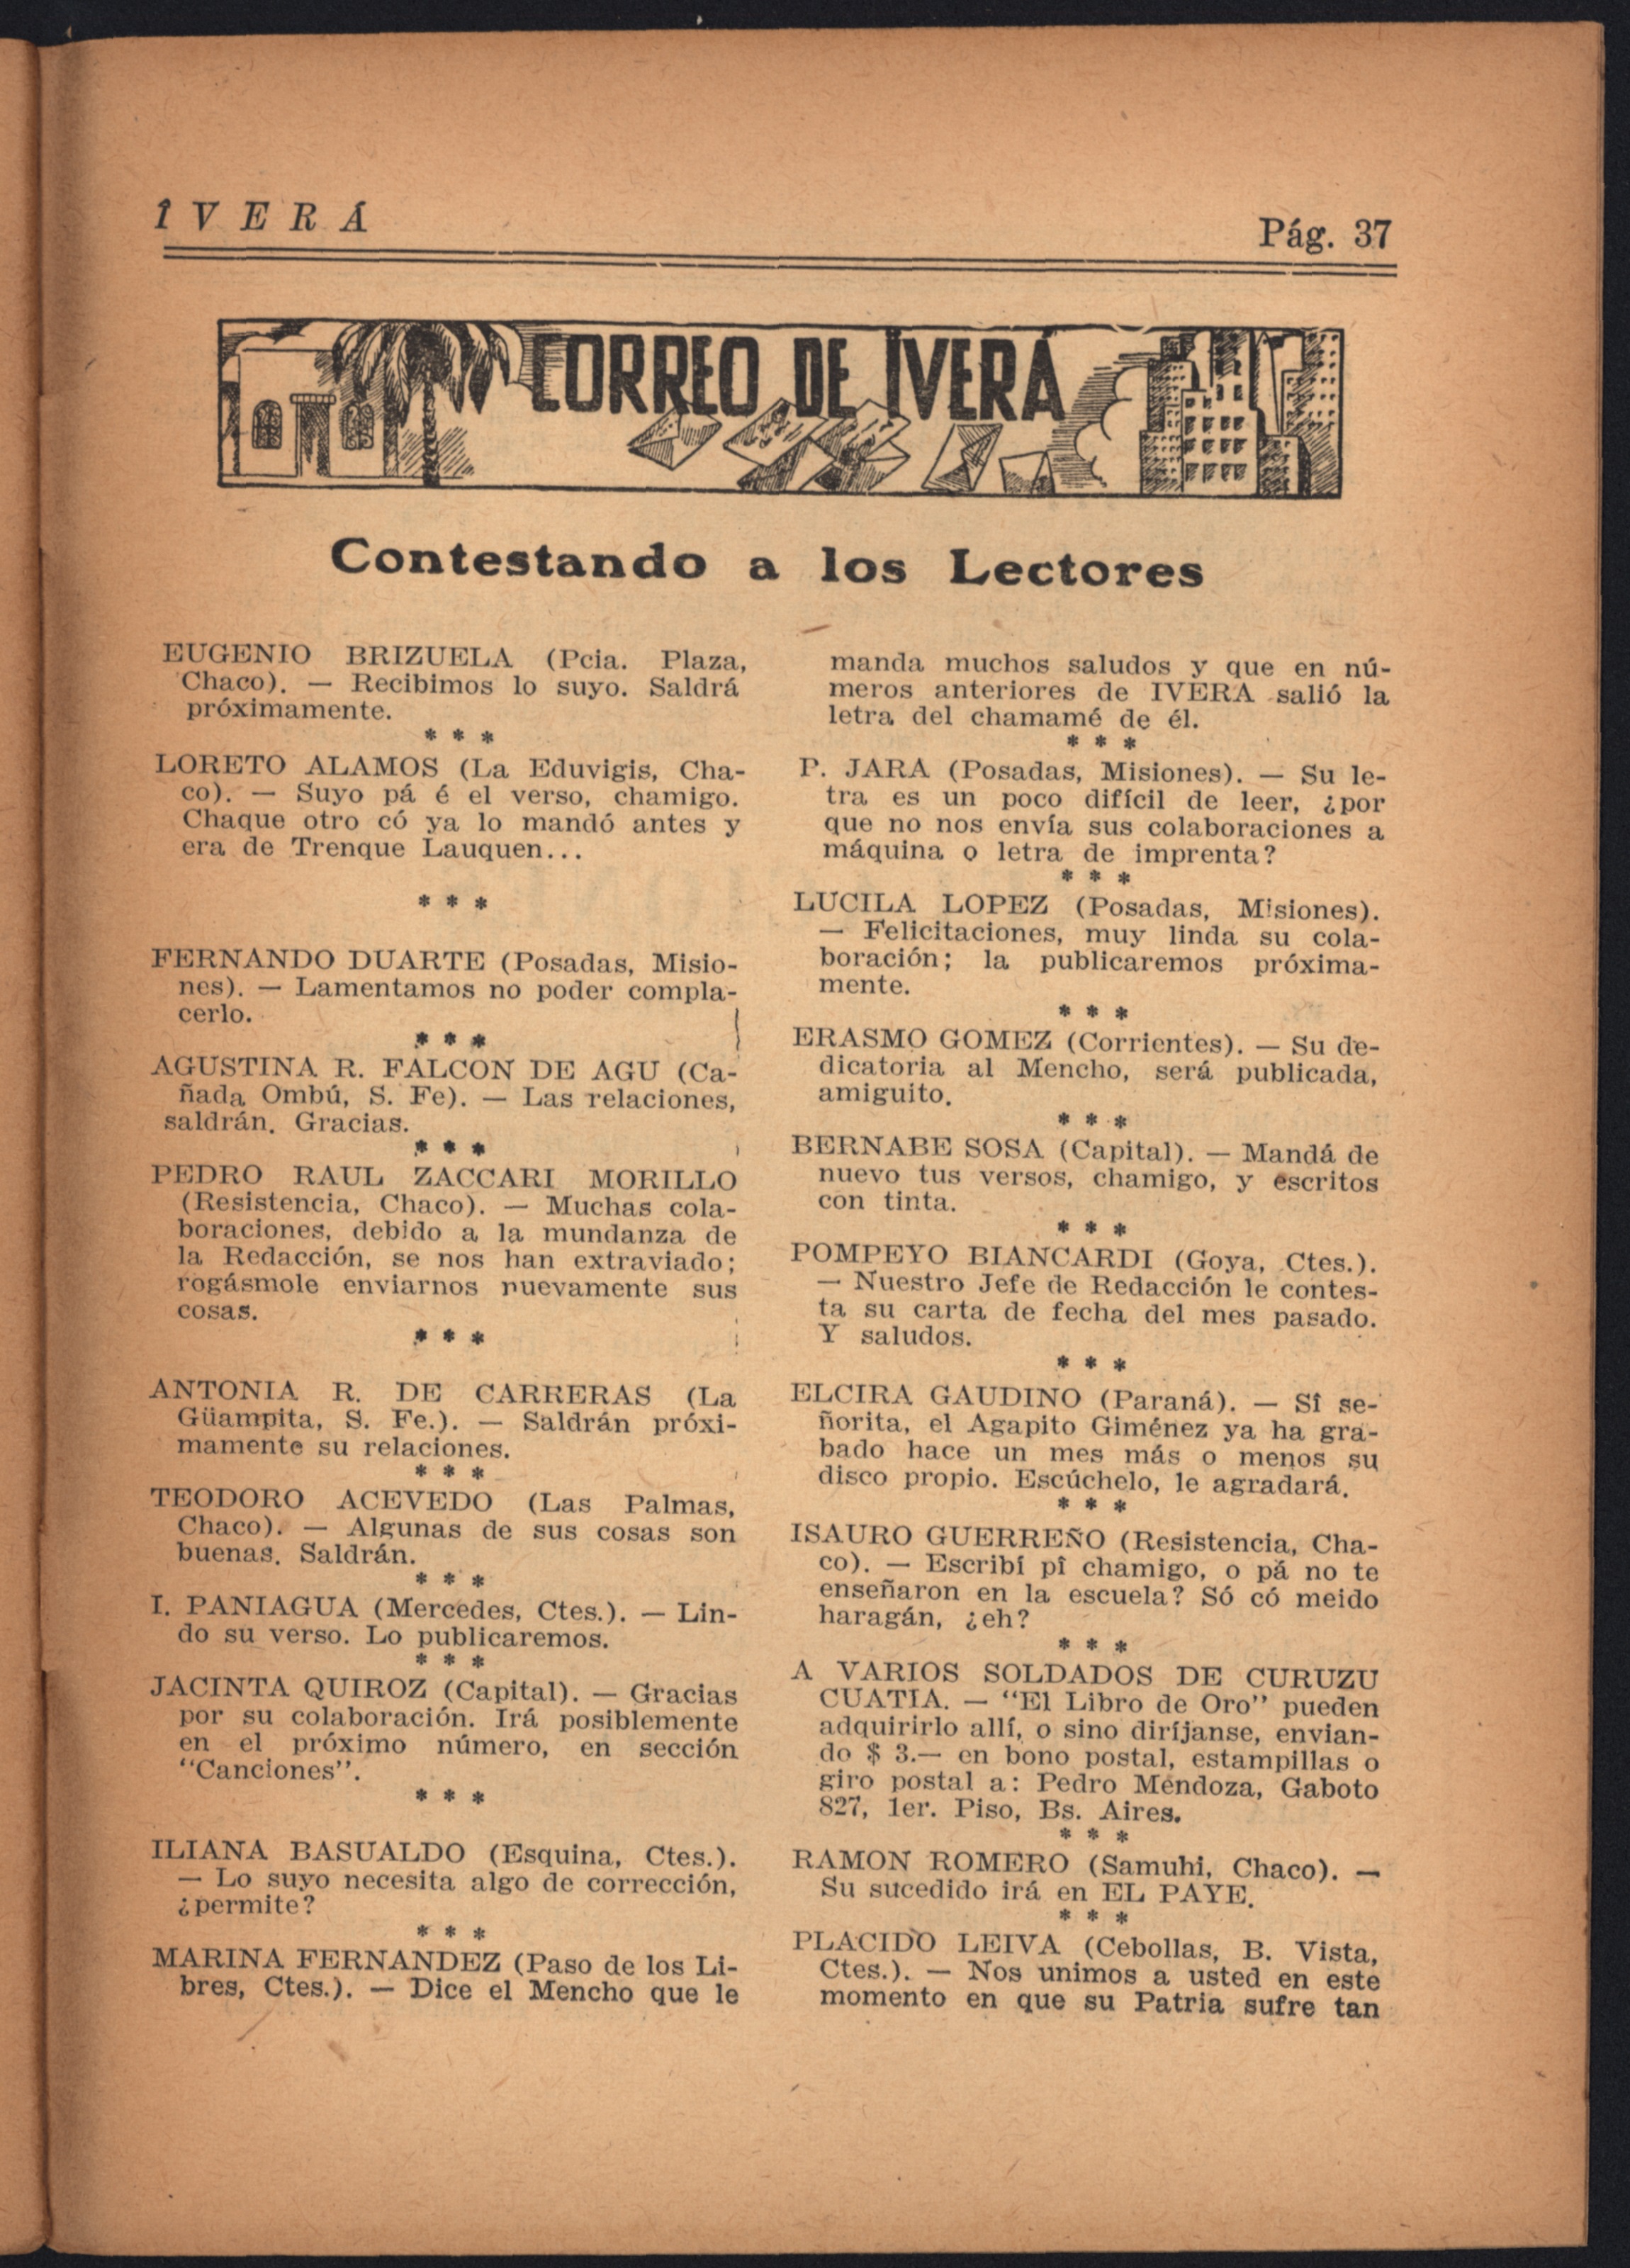 Î V E R Á
Pág. 37
CORREO DE IVERÁ
Contestando a los Lectores
EUGENIO BRIZUELA (Pcia. Plaza,
Chaco). — Recibimos lo suyo. Saldrá
próximamente.
* * *
LORETO ALAMOS (La Eduvigis, Cha-
co). — Suyo pá é el verso, chamigo.
Chaque otro có ya lo mandó antes y
era de Trenque Lauquen...
* * *
FERNANDO DUARTE (Posadas, Misio-
nes). — Lamentamos no poder compla-
cerlo.
* * *
AGUSTINA R. FALCON DE AGU (Ca-
ñada Ombú, S. Fe). — Las relaciones,
saldrán. Gracias.
* * *
PEDRO RAUL ZACCARI MORILLO
(Resistencia, Chaco). — Muchas cola-
boraciones, debido a la mundanza de
la Redacción, se nos han extraviado;
rogásmole enviarnos nuevamente sus
cosas.
* * *
ANTONIA R. DE CARRERAS (La
Güampita, S. Fe.). — Saldrán próxi-
mamente su relaciones.
* * *
TEODORO ACEVEDO (Las Palmas,
Chaco). — Algunas de sus cosas son
buenas. Saldrán.
* * *
I. PANIAGUA (Mercedes, Ctes.). — Lin-
do su verso. Lo publicaremos.
* * *
JACINTA QUIROZ (Capital). — Gracias
por su colaboración. Irá posiblemente
en el próximo número, en sección
“Canciones”.
* * *
ILIANA BASUALDO (Esquina, Ctes.).
— Lo suyo necesita algo de corrección,
¿permite?
* * *
MARINA FERNANDEZ (Paso de los Li-
bres, Ctes.). — Dice el Mencho que le
manda muchos saludos y que en nú-
meros anteriores de IVERA salió la
letra del chamamé de él.
* * *
P. JARA (Posadas, Misiones). — Su le-
tra es un poco difícil de leer, ¿por
que no nos envía sus colaboraciones a
máquina o letra de imprenta?
* * *
LUCILA LOPEZ (Posadas, Misiones).
— Felicitaciones, muy linda su cola-
boración; la publicaremos próxima-
mente.
* * *
ERASMO GOMEZ (Corrientes). — Su de-
dicatoria al Mencho, será publicada,
amiguito.
* * *
BERNABE SOSA (Capital). — Mandá de
nuevo tus versos, chamigo, y escritos
con tinta.
* * *
POMPEYO BIANCARDI (Goya, Ctes.).
— Nuestro Jefe de Redacción le contes-
ta su carta de fecha del mes pasado.
Y saludos.
* * *
ELCIRA GAUDINO (Paraná). — Sî se-
ñorita, el Agapito Giménez ya ha gra-
bado hace un mes más o menos su
disco propio. Escúchelo, le agradará.
* * *
ISAURO GUERREÑO (Resistencia, Cha-
co). — Escribí pî chamigo, o pá no te
enseñaron en la escuela? Só có meido
haragán, ¿eh?
* * *
A VARIOS SOLDADOS DE CURUZU
CUATIA. — “El Libro de Oro” pueden
adquirirlo allí, o sino diríjanse, envian-
do $ 3.— en bono postal, estampillas o
giro postal a: Pedro Mendoza, Gaboto
827, 1er. Piso, Bs. Aires.
* * *
RAMON ROMERO (Samuhi, Chaco). —
Su sucedido irá en EL PAYE.
* * *
PLACIDO LEIVA (Cebollas, B. Vista,
Ctes.). — Nos unimos a usted en este
momento en que su Patria sufre tan